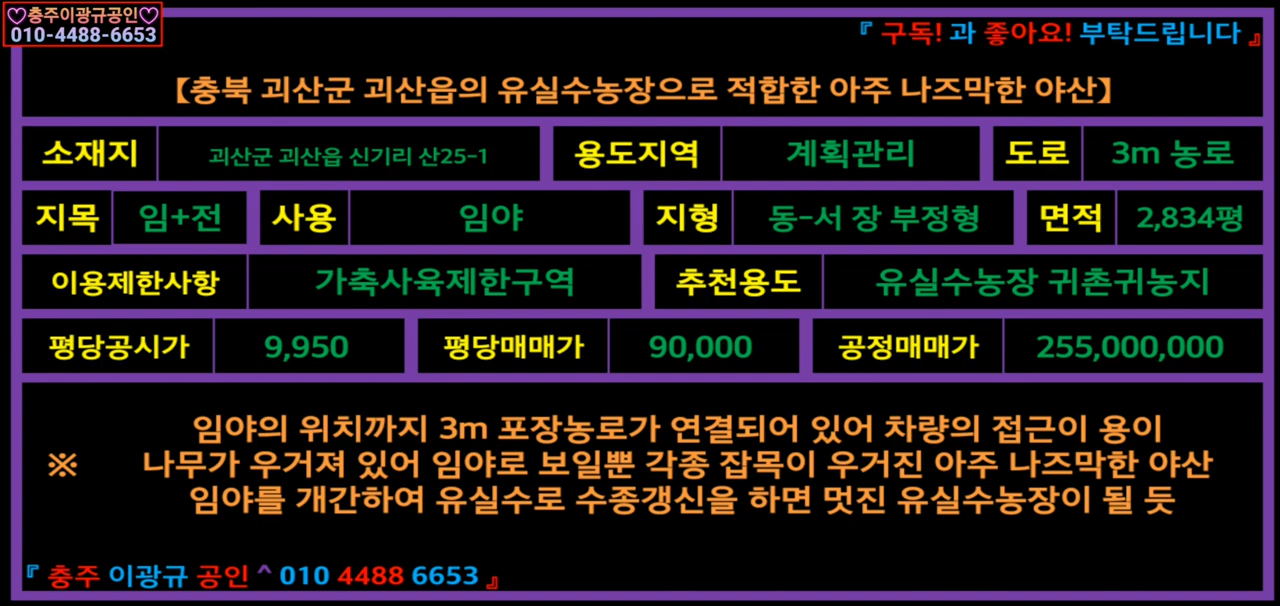 ♡충주이광규공인♡
010-4488-6653
『 구독! 과 좋아요! 부탁드립니다 』
【충북 괴산군 괴산읍의 유실수농장으로 적합한 아주 나즈막한 야산】
소재지 괴산군 괴산읍 신기리 산25-1 용도지역 계획관리 도로 3m 농로
지목 임+전 사용 임야 지형 동-서 장 부정형 면적 2,834평
이용제한사항 가축사육제한구역 추천용도 유실수농장 귀촌귀농지
평당공시가 9,950 평당매매가 90,000 공정매매가 255,000,000
임야의 위치까지 3m 포장농로가 연결되어 있어 차량의 접근이 용이
※ 나무가 우거져 있어 임야로 보일뿐 각종 잡목이 우거진 아주 나즈막한 야산
임야를 개간하여 유실수로 수종갱신을 하면 멋진 유실수농장이 될 듯
『 충주 이광규 공인 ^ 010 4488 6653 』